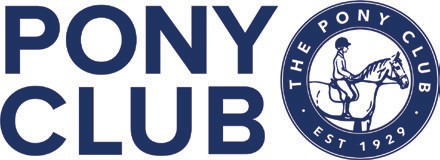 PONY
CLUB
· THE PONY CLUB ·
EST 1929